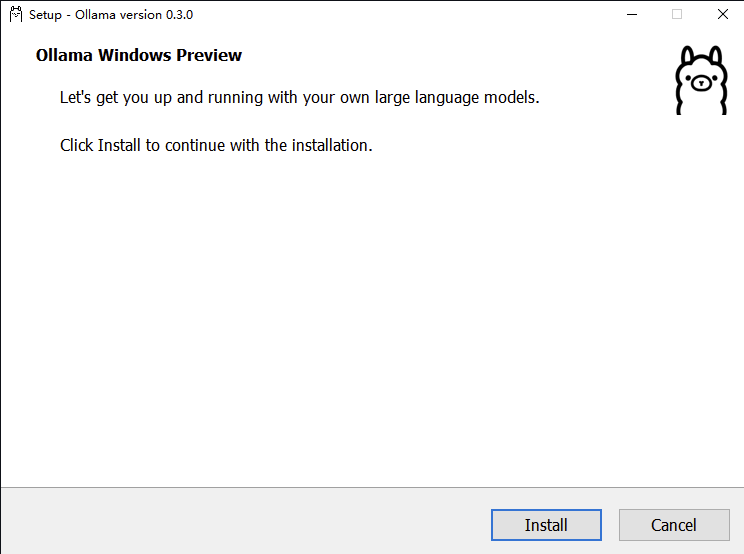 Setup - Ollama version 0.3.0
Ollama Windows Preview
Let's get you up and running with your own large language models.
Click Install to continue with the installation.
Install
Cancel